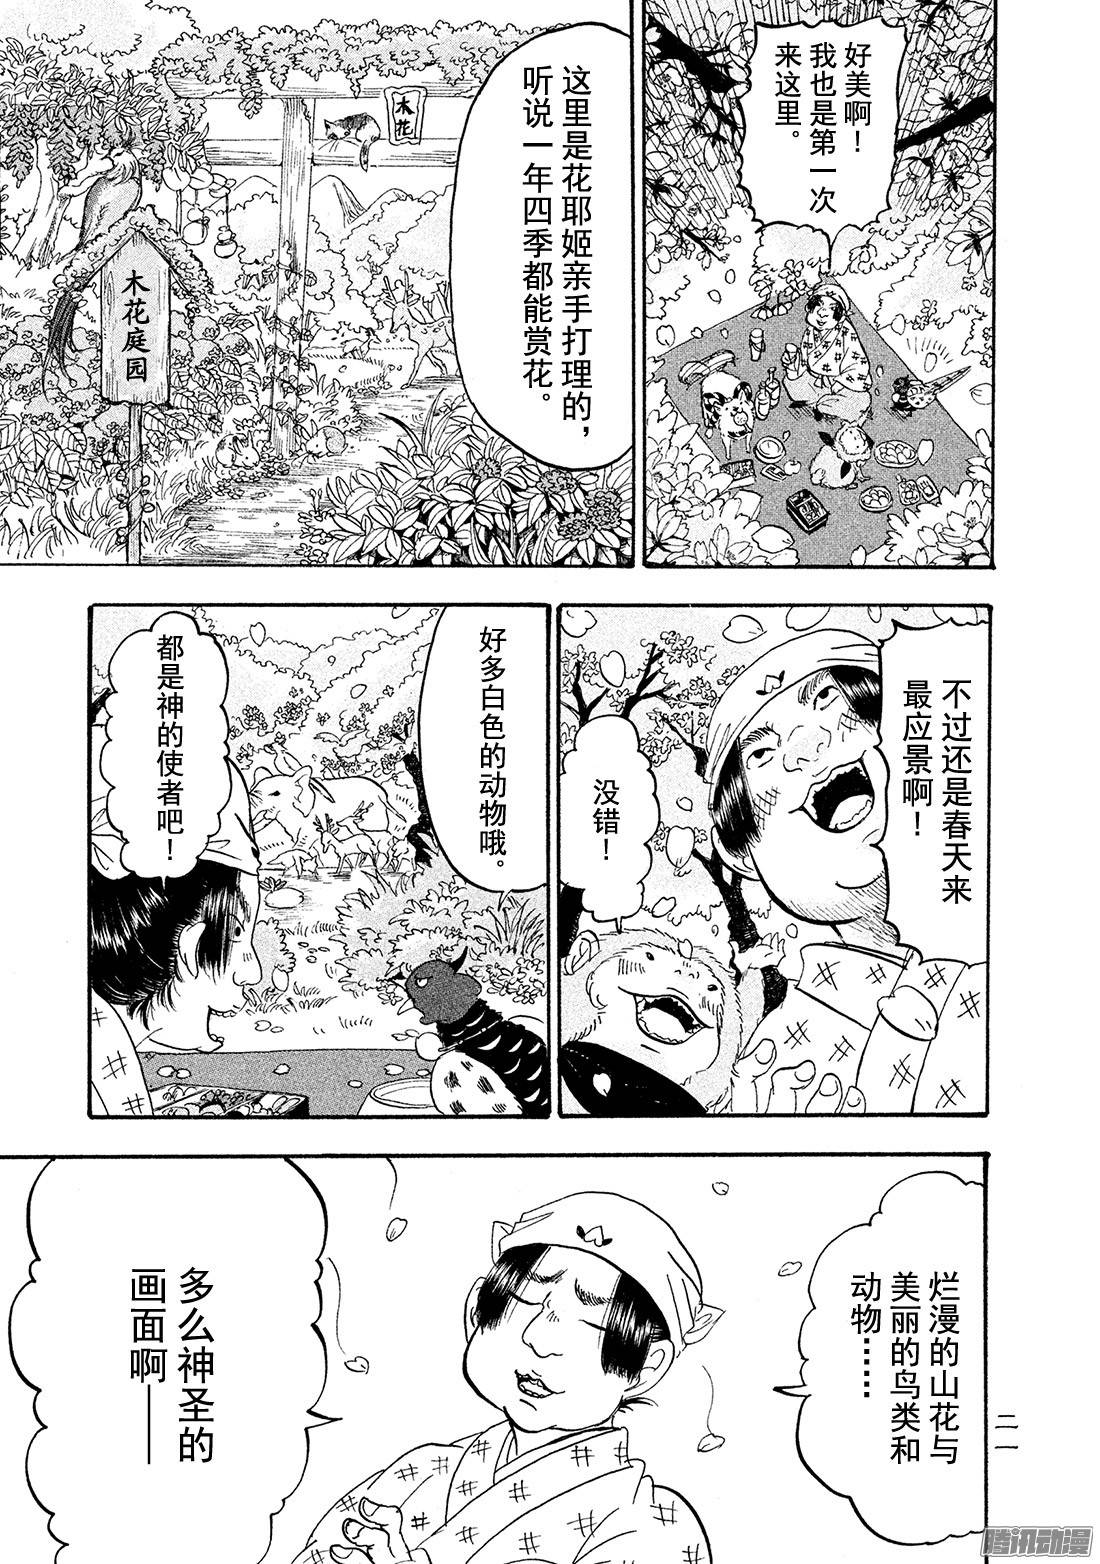 好美啊！
我也是第一次
来这里。
这里是花耶姬亲手打理的，
听说一年四季都能赏花。
木花
木花庭园
不过还是春天来
最应景啊！
没错！
好多白色的动物哦。
都是神的使者吧！
烂漫的山花与
美丽的鸟类和
动物……
多么神圣的
画面啊——
二一
腾讯动漫